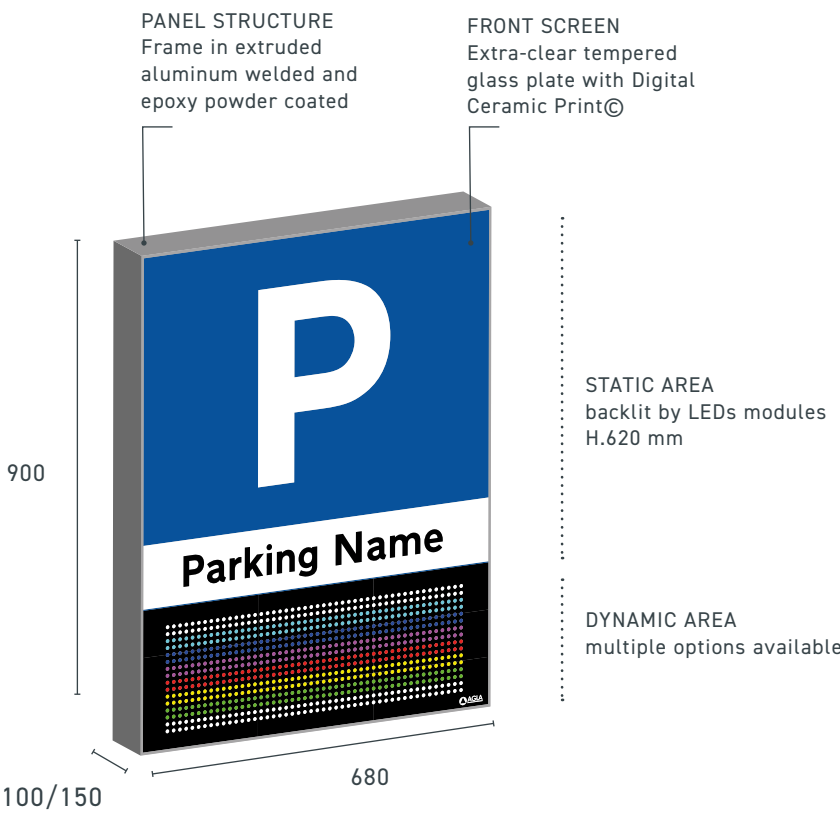 PANEL STRUCTURE
Frame in extruded
aluminum welded and
epoxy powder coated
FRONT SCREEN
Extra-clear tempered
glass plate with Digital
Ceramic Print©
P
Parking Name
AGIA
STATIC AREA
backlit by LEDs modules
H.620 mm
DYNAMIC AREA
multiple options available
900
680
100/150